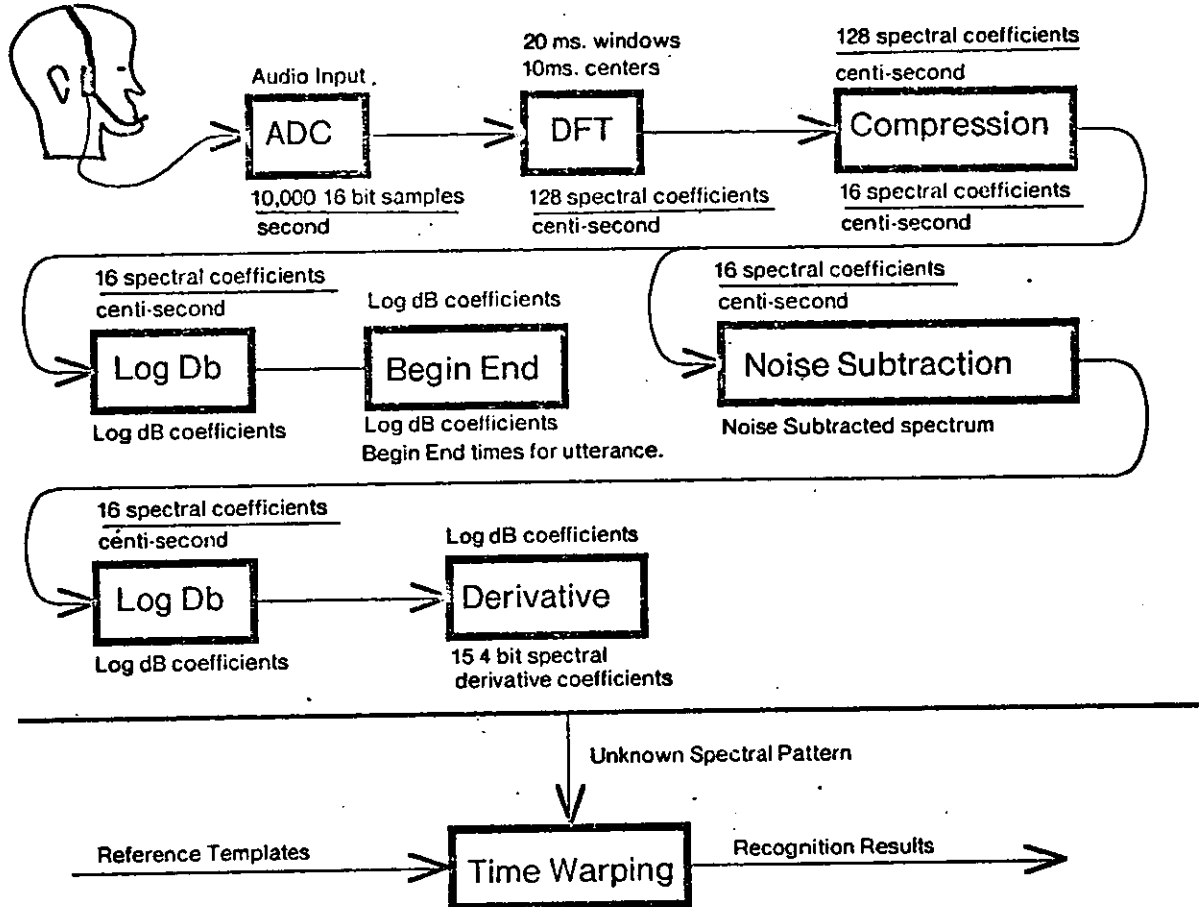 Audio Input
ADC
10,000 16 bit samples
second
20 ms. windows
10ms. centers
DFT
128 spectral coefficients
centi-second
128 spectral coefficients
centi-second
Compression
16 spectral coefficients
centi-second
16 spectral coefficients
centi-second
Log Db
Log dB coefficients
Log dB coefficients
Begin End
Log dB coefficients
Begin End times for utterance.
16 spectral coefficients
centi-second
Noise Subtraction
Noise Subtracted spectrum
16 spectral coefficients
centi-second
Log Db
Log dB coefficients
Log dB coefficients
Derivative
15 4 bit spectral
derivative coefficients
Unknown Spectral Pattern
Reference Templates
Time Warping
Recognition Results